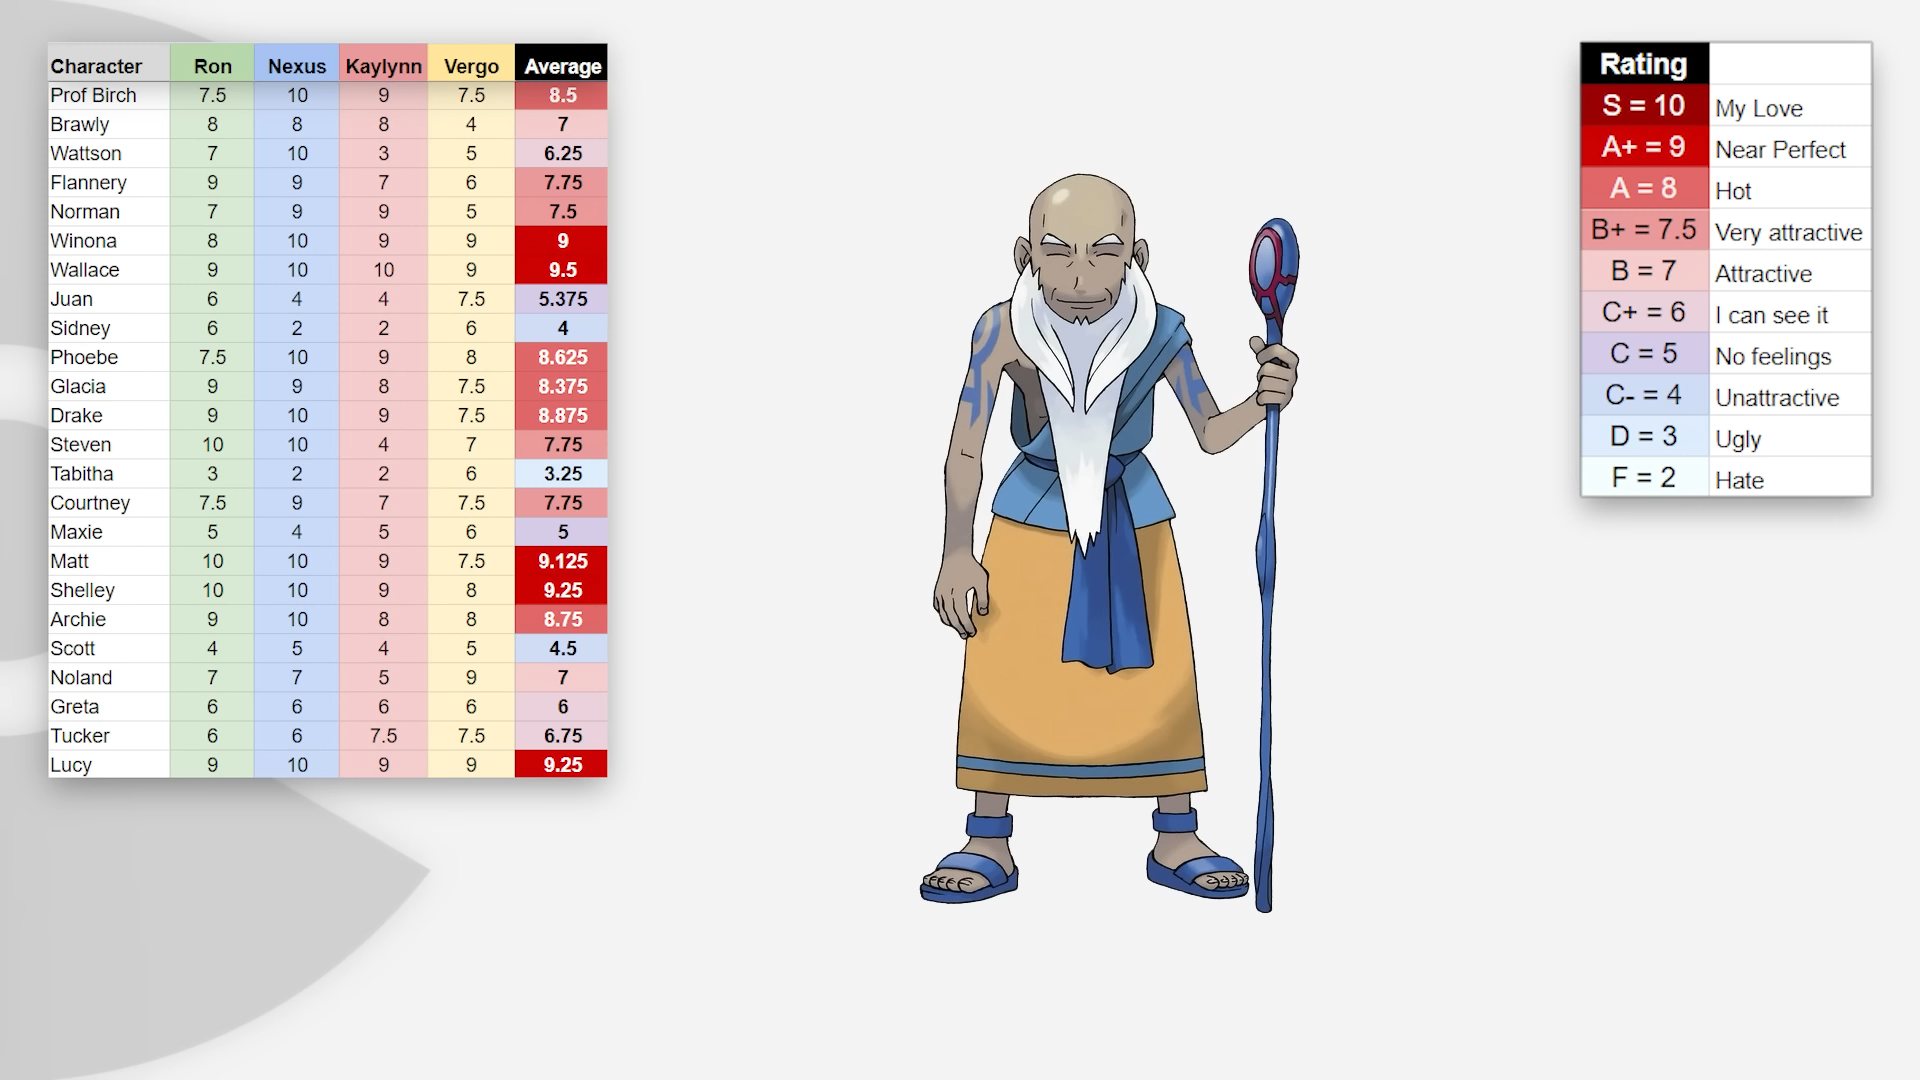 Character Ron Nexus Kaylynn Vergo Average
Prof Birch 7.5 10 9 7.5 8.5
Brawly 8 8 8 4 7
Wattson 7 10 3 5 6.25
Flannery 9 9 7 6 7.75
Norman 7 9 9 5 7.5
Winona 8 10 9 9 9
Wallace 9 10 10 9 9.5
Juan 6 4 4 7.5 5.375
Sidney 6 2 2 6 4
Phoebe 7.5 10 9 8 8.625
Glacia 9 9 8 7.5 8.375
Drake 9 10 9 7.5 8.875
Steven 10 10 4 7 7.75
Tabitha 3 2 2 6 3.25
Courtney 7.5 9 7 7.5 7.75
Maxie 5 4 5 6 5
Matt 10 10 9 7.5 9.125
Shelley 10 10 9 8 9.25
Archie 9 10 8 8 8.75
Scott 4 5 4 5 4.5
Noland 7 7 5 9 7
Greta 6 6 6 6 6
Tucker 6 6 7.5 7.5 6.75
Lucy 9 10 9 9 9.25
Rating
S = 10 My Love
A+ = 9 Near Perfect
A = 8 Hot
B+ = 7.5 Very attractive
B = 7 Attractive
C+ = 6 I can see it
C = 5 No feelings
C- = 4 Unattractive
D = 3 Ugly
F = 2 Hate